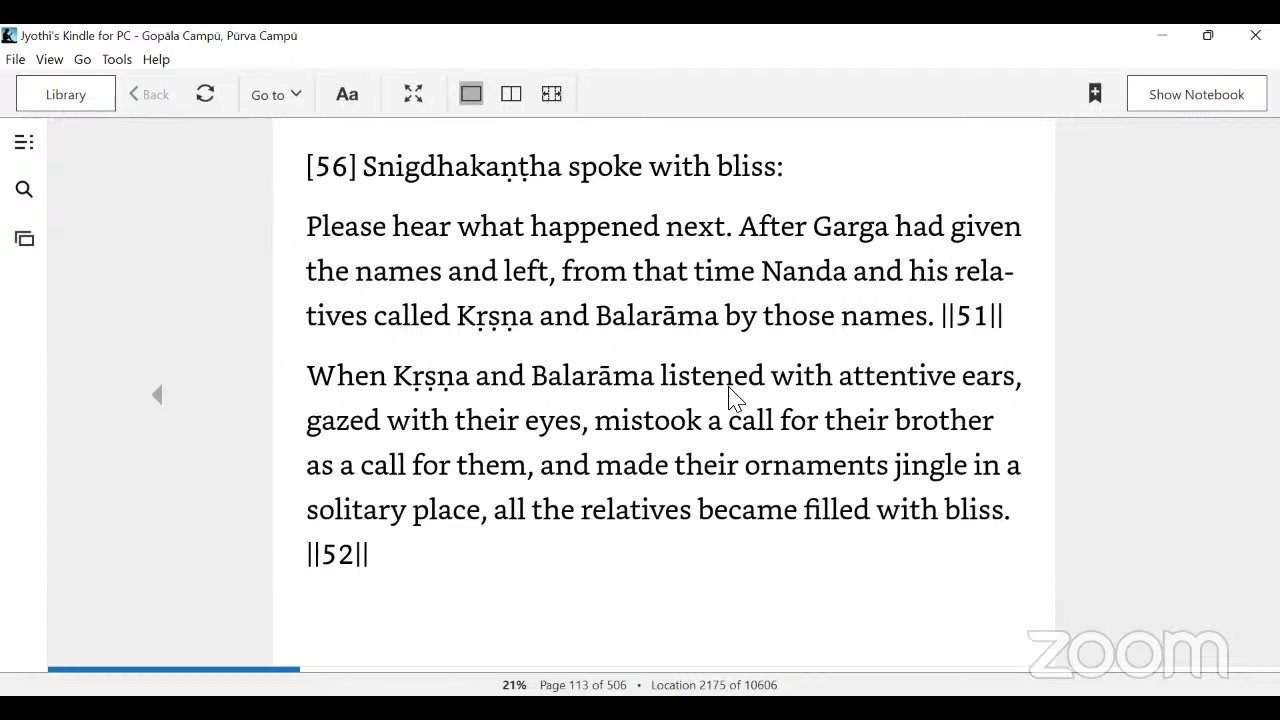 Jyothi's Kindle for PC - Gopāla Campū, Pūrva Campū
File View Go Tools Help
Library Back Go to Aa Show Notebook
[56] Snigdhakaṇṭha spoke with bliss:
Please hear what happened next. After Garga had given
the names and left, from that time Nanda and his rela-
tives called Kṛṣṇa and Balarāma by those names. ||51||
When Kṛṣṇa and Balarāma listened with attentive ears,
gazed with their eyes, mistook a call for their brother
as a call for them, and made their ornaments jingle in a
solitary place, all the relatives became filled with bliss.
||52||
zoom
21% Page 113 of 506 • Location 2175 of 10606